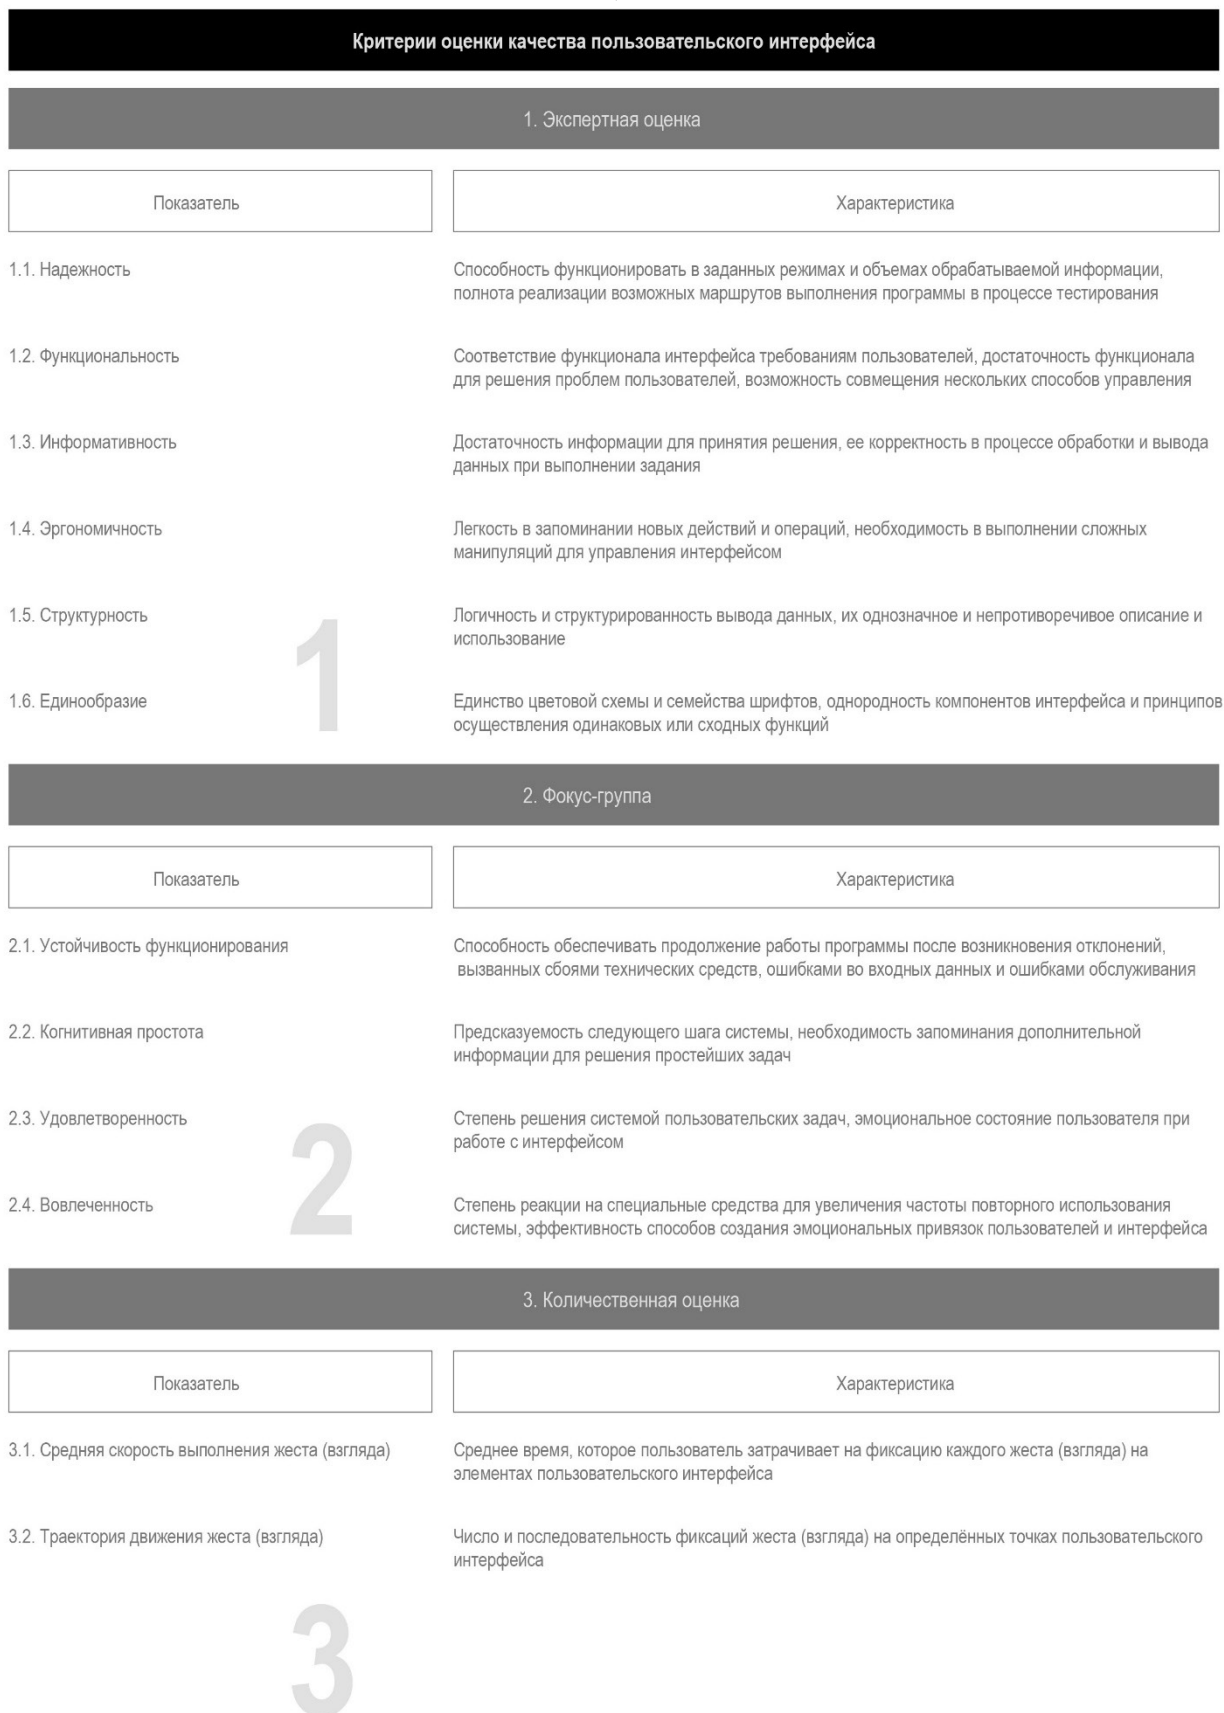 Критерии оценки качества пользовательского интерфейса
1. Экспертная оценка
Показатель
Характеристика
1.1. Надежность
Способность функционировать в заданных режимах и объемах обрабатываемой информации,
полнота реализации возможных маршрутов выполнения программы в процессе тестирования
1.2. Функциональность
Соответствие функционала интерфейса требованиям пользователей, достаточность функционала
для решения проблем пользователей, возможность совмещения нескольких способов управления
1.3. Информативность
Достаточность информации для принятия решения, ее корректность в процессе обработки и вывода
данных при выполнении задания
1.4. Эргономичность
Легкость в запоминании новых действий и операций, необходимость в выполнении сложных
манипуляций для управления интерфейсом
1.5. Структурность
Логичность и структурированность вывода данных, их однозначное и непротиворечивое описание и
использование
1
1.6. Единообразие
Единство цветовой схемы и семейства шрифтов, однородность компонентов интерфейса и принципов
осуществления одинаковых или сходных функций
2. Фокус-группа
Показатель
Характеристика
2.1. Устойчивость функционирования
Способность обеспечивать продолжение работы программы после возникновения отклонений,
вызванных сбоями технических средств, ошибками во входных данных и ошибками обслуживания
2.2. Когнитивная простота
Предсказуемость следующего шага системы, необходимость запоминания дополнительной
информации для решения простейших задач
2.3. Удовлетворенность
Степень решения системой пользовательских задач, эмоциональное состояние пользователя при
работе с интерфейсом
2
2.4. Вовлеченность
Степень реакции на специальные средства для увеличения частоты повторного использования
системы, эффективность способов создания эмоциональных привязок пользователей и интерфейса
3. Количественная оценка
Показатель
Характеристика
3.1. Средняя скорость выполнения жеста (взгляда)
Среднее время, которое пользователь затрачивает на фиксацию каждого жеста (взгляда) на
элементах пользовательского интерфейса
3.2. Траектория движения жеста (взгляда)
Число и последовательность фиксаций жеста (взгляда) на определённых точках пользовательского
интерфейса
3